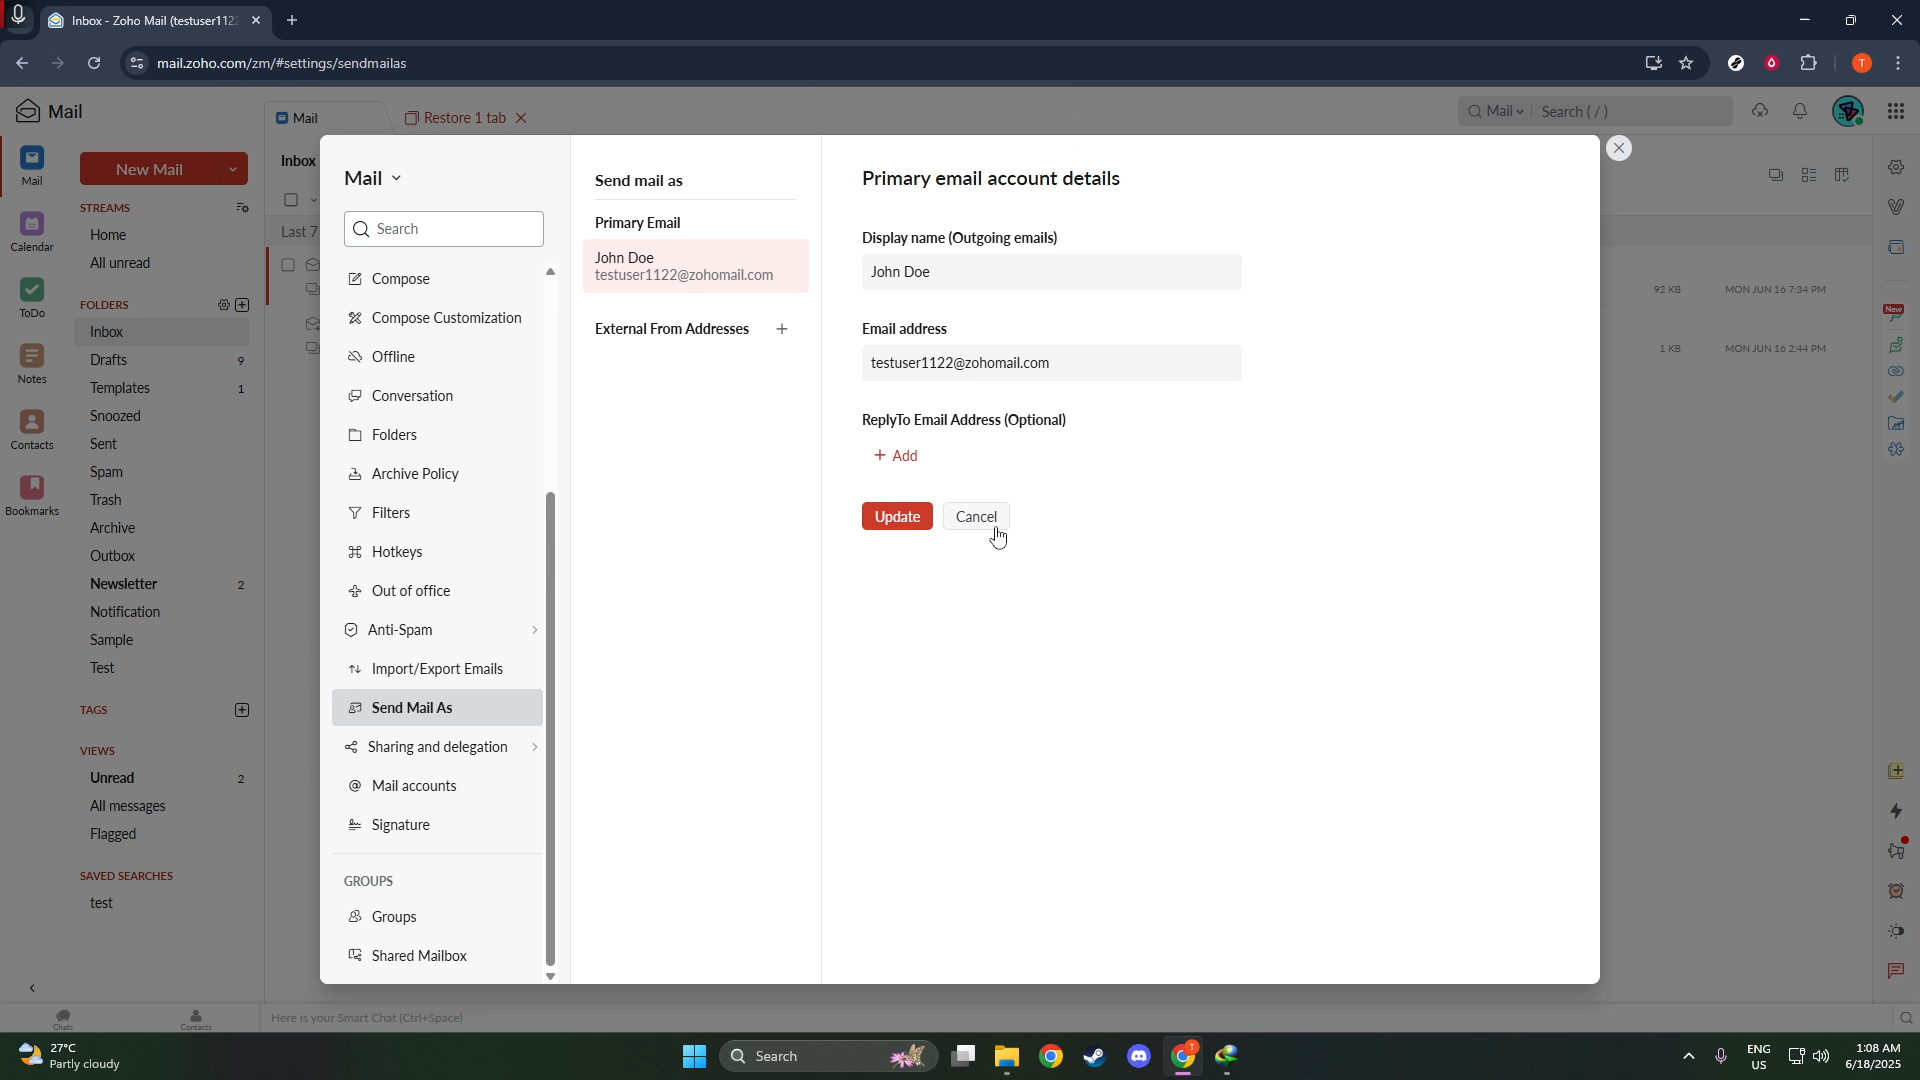 Inbox - Zoho Mail (testuser112
mail.zoho.com/zm/#settings/sendmailas
T
Mail
Mail
Restore 1 tab
Mail
Search ( / )
Mail
Calendar
ToDo
Notes
Contacts
Bookmarks
New Mail
STREAMS
Home
All unread
FOLDERS
Inbox
Drafts 9
Templates 1
Snoozed
Sent
Spam
Trash
Archive
Outbox
Newsletter 2
Notification
Sample
Test
TAGS
VIEWS
Unread 2
All messages
Flagged
SAVED SEARCHES
test
Inbox
Last 7
Mail
Search
Compose
Compose Customization
Offline
Conversation
Folders
Archive Policy
Filters
Hotkeys
Out of office
Anti-Spam
Import/Export Emails
Send Mail As
Sharing and delegation
Mail accounts
Signature
GROUPS
Groups
Shared Mailbox
Send mail as
Primary Email
John Doe
testuser1122@zohomail.com
External From Addresses +
Primary email account details
Display name (Outgoing emails)
John Doe
Email address
testuser1122@zohomail.com
ReplyTo Email Address (Optional)
+ Add
Update
Cancel
92 KB MON JUN 16 7:34 PM
1 KB MON JUN 16 2:44 PM
New
Chats
Contacts
Here is your Smart Chat (Ctrl+Space)
27°C
Partly cloudy
Search
T
ENG
US
1:08 AM
6/18/2025